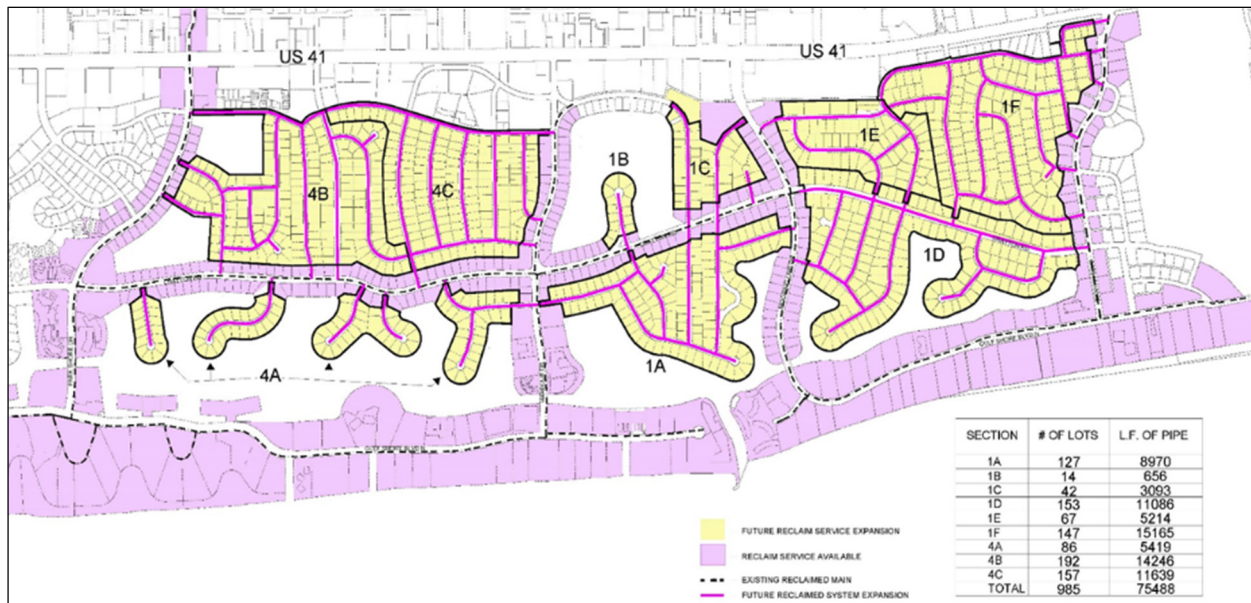 US 41
US 41
1F
1E
1B
1C
4B
4C
1D
4A
1A
GULF SHORE BLVD N
SECTION # OF LOTS L.F. OF PIPE
1A 127 8970
1B 14 656
1C 42 3093
1D 153 11086
1E 67 5214
1F 147 15165
4A 86 5419
4B 192 14246
4C 157 11639
TOTAL 985 75488
FUTURE RECLAIM SERVICE EXPANSION
RECLAIM SERVICE AVAILABLE
EXISTING RECLAIMED MAIN
FUTURE RECLAIMED SYSTEM EXPANSION